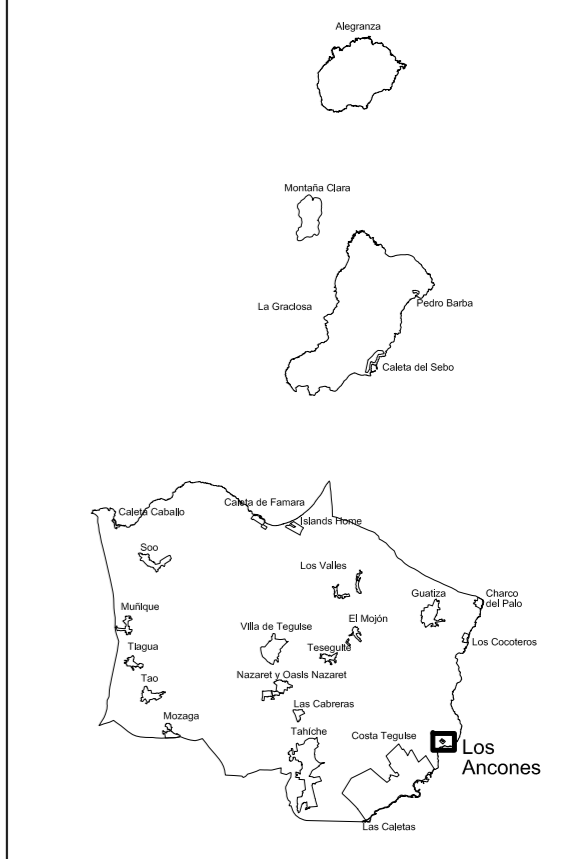 Alegranza
Montaña Clara
La Graciosa
Pedro Barba
Caleta del Sebo
Caleta Caballo
Caleta de Famara
Islands Home
Soo
Los Valles
Guatiza
Charco
del Palo
Muñique
Villa de Teguise
El Mojón
Los Cocoteros
Tiagua
Teseguite
Tao
Nazaret y Oasis Nazaret
Las Cabreras
Mozaga
Tahíche
Costa Teguise
Los
Ancones
Las Caletas